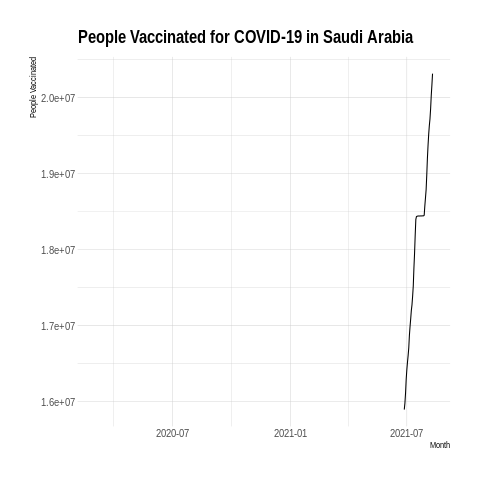 People Vaccinated for COVID-19 in Saudi Arabia
People Vaccinated
2.0e+07
1.9e+07
1.8e+07
1.7e+07
1.6e+07
2020-07
2021-01
2021-07
Month